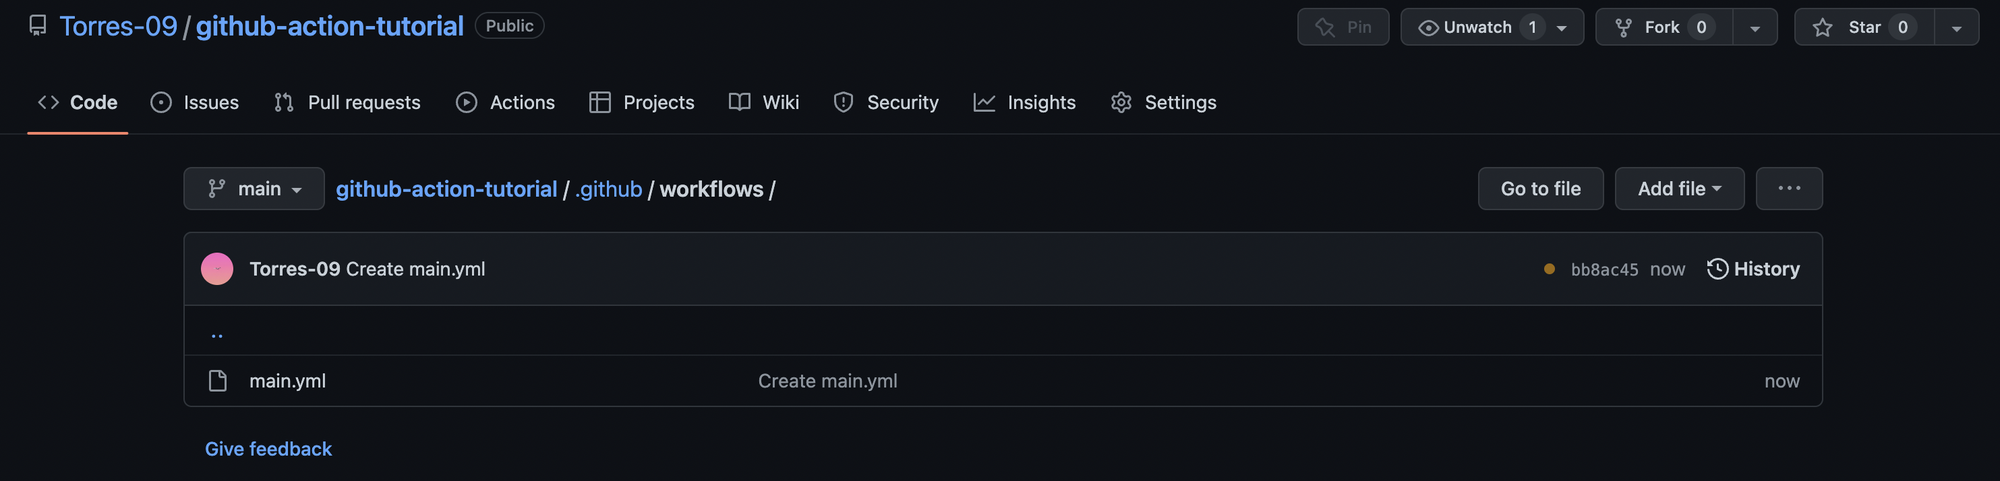 Torres-09 / github-action-tutorial Public Pin Unwatch 1 Fork 0 Star 0
Code Issues Pull requests Actions Projects Wiki Security Insights Settings
main github-action-tutorial / .github / workflows / Go to file Add file ...
Torres-09 Create main.yml bb8ac45 now History
..
main.yml Create main.yml now
Give feedback